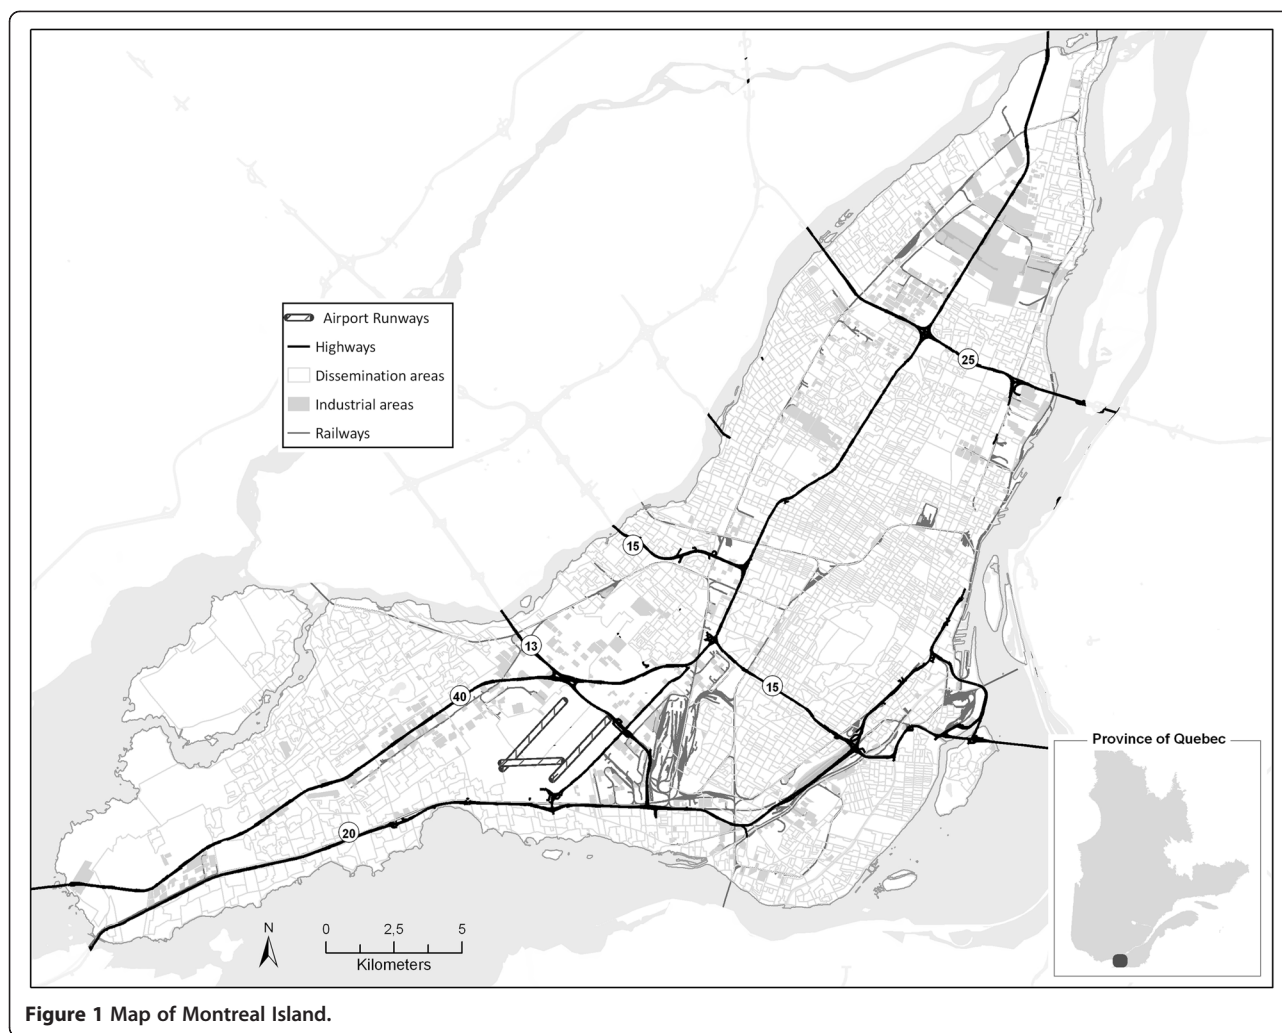 Airport Runways
Highways
Dissemination areas
Industrial areas
Railways
25
15
13
15
40
20
N
0 2,5 5
Kilometers
Province of Quebec
Figure 1 Map of Montreal Island.